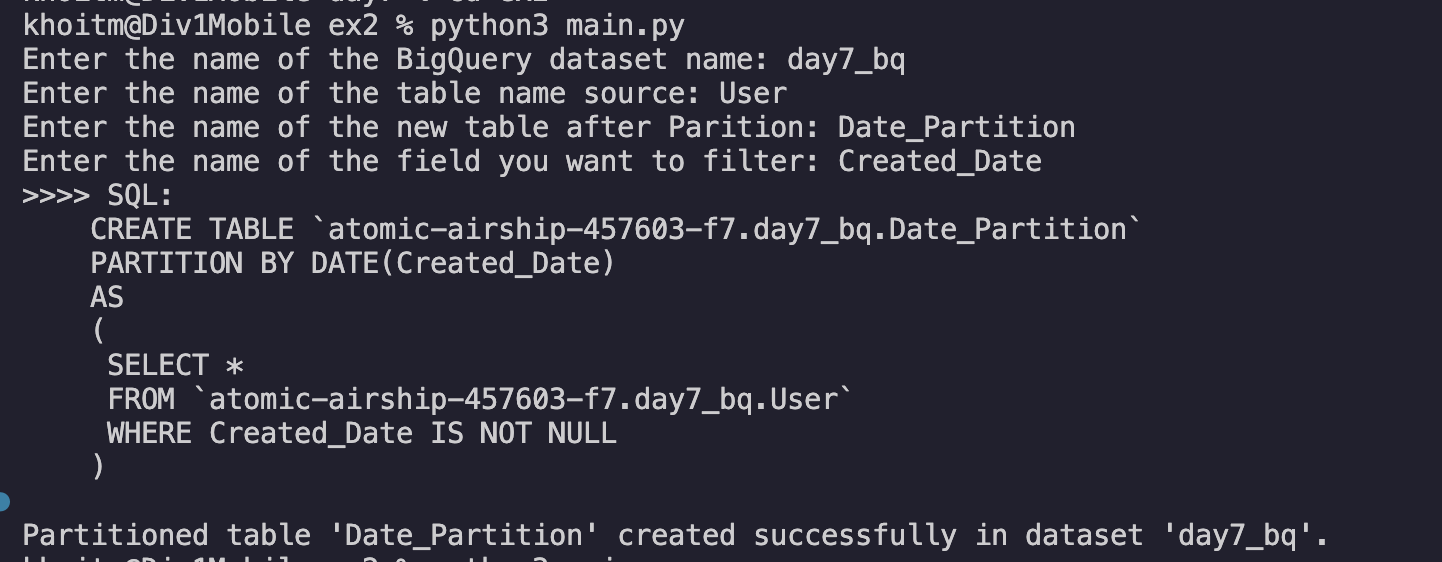 khoitm@Div1Mobile ex2 % python3 main.py
Enter the name of the BigQuery dataset name: day7_bq
Enter the name of the table name source: User
Enter the name of the new table after Parition: Date_Partition
Enter the name of the field you want to filter: Created_Date
>>>> SQL:
CREATE TABLE `atomic-airship-457603-f7.day7_bq.Date_Partition`
PARTITION BY DATE(Created_Date)
AS
(
SELECT *
FROM `atomic-airship-457603-f7.day7_bq.User`
WHERE Created_Date IS NOT NULL
)
Partitioned table 'Date_Partition' created successfully in dataset 'day7_bq'.